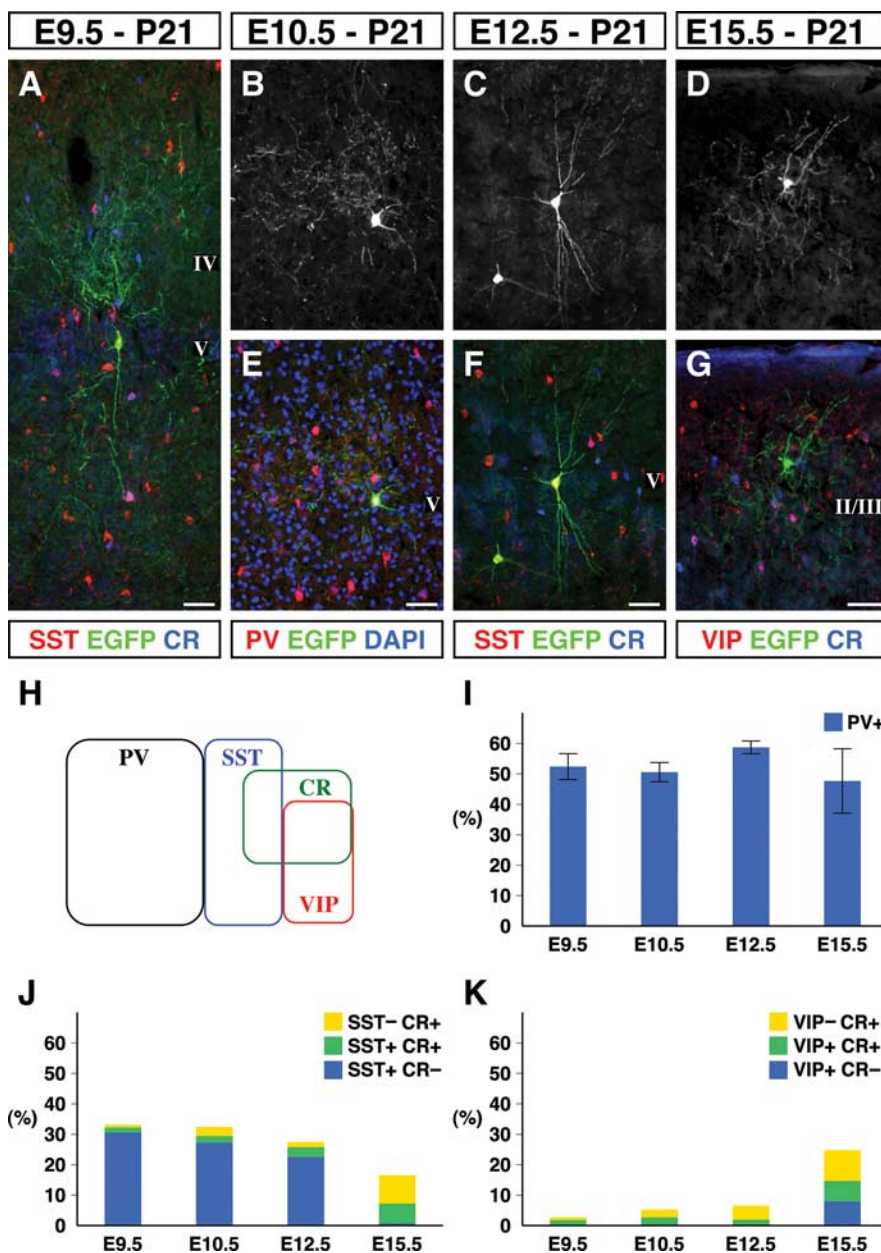 E9.5 - P21
E10.5 - P21
E12.5 - P21
E15.5 - P21
A
B
C
D
IV
V
E
F
G
V
V
II/III
SST EGFP CR
PV EGFP DAPI
SST EGFP CR
VIP EGFP CR
H
PV
SST
CR
VIP
I
PV+
60
50
40
(%)
30
20
10
0
E9.5 E10.5 E12.5 E15.5
J
SST− CR+
SST+ CR+
SST+ CR−
60
50
40
(%)
30
20
10
0
E9.5 E10.5 E12.5 E15.5
K
VIP− CR+
VIP+ CR+
VIP+ CR−
60
50
40
(%)
30
20
10
0
E9.5 E10.5 E12.5 E15.5